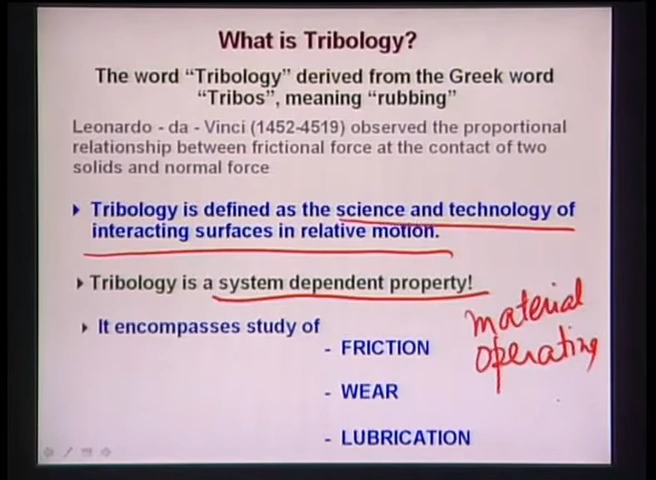 What is Tribology?
The word “Tribology” derived from the Greek word
“Tribos”, meaning “rubbing”
Leonardo - da - Vinci (1452-4519) observed the proportional
relationship between frictional force at the contact of two
solids and normal force
Tribology is defined as the science and technology of
interacting surfaces in relative motion.
Tribology is a system dependent property!
material
It encompasses study of
operating
- FRICTION
- WEAR
- LUBRICATION